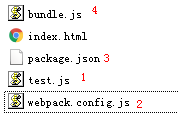 bundle.js 4
index.html
package.json 3
test.js 1
webpack.config.js 2